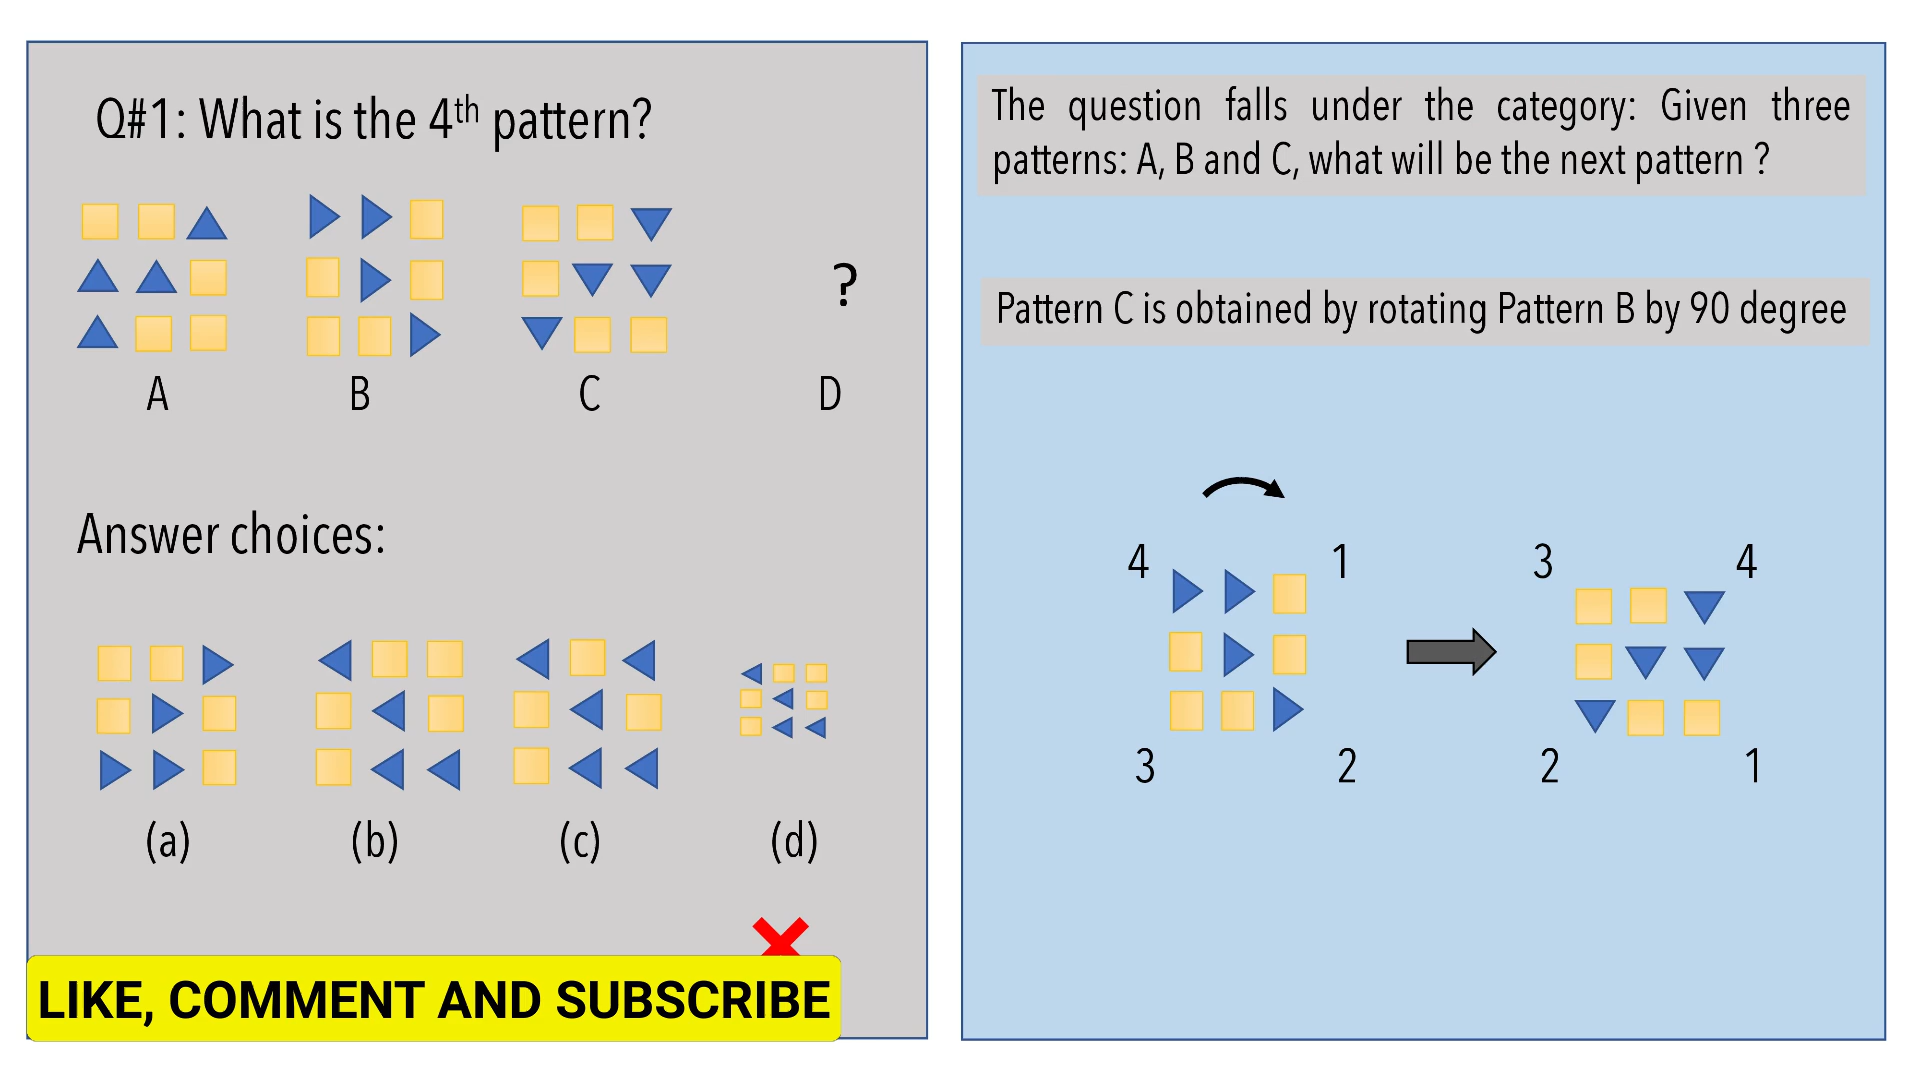 Q#1: What is the 4th pattern?
?
A B C D
Answer choices:
(a) (b) (c) (d)
LIKE, COMMENT AND SUBSCRIBE
The question falls under the category: Given three
patterns: A, B and C, what will be the next pattern ?
Pattern C is obtained by rotating Pattern B by 90 degree
4 1 3 4
3 2 2 1